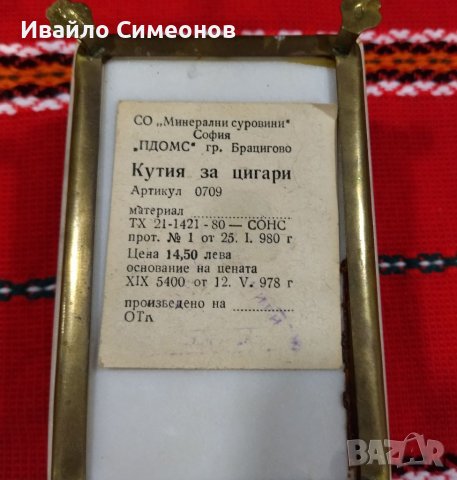 Ивайло Симеонов
СО „Минерални суровини"
София
„ПДОМС" гр. Брацигово
Кутия за цигари
Артикул 0709
материал
ТХ 21-1421-80 — СОНС
прот. № 1 от 25. I. 980 г
Цена 14,50 лева
основание на цената
XIX 5400 от 12. V. 978 г
произведено на
ОТк
BAZAR